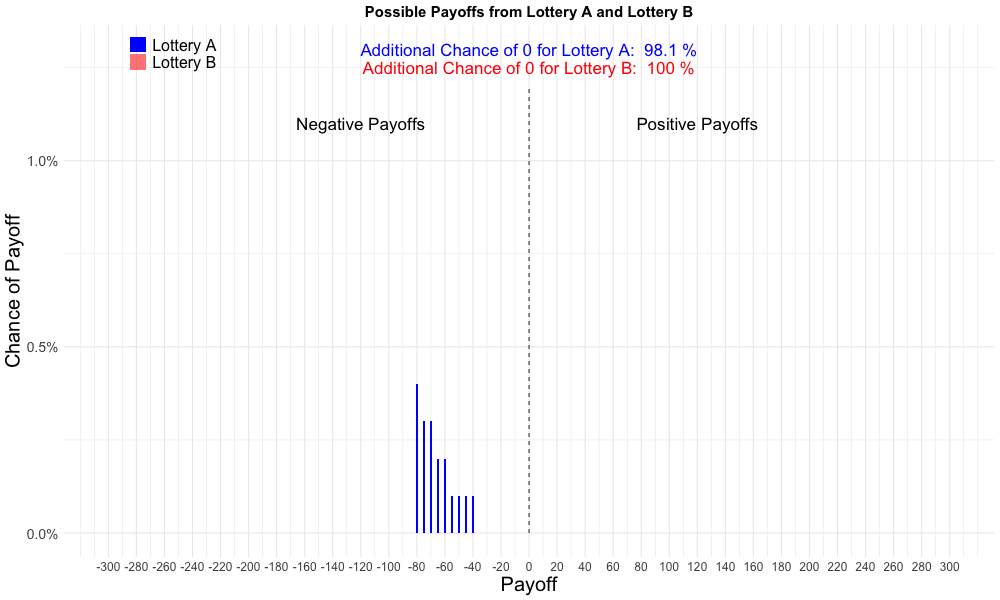 Possible Payoffs from Lottery A and Lottery B
Lottery A
Lottery B
Additional Chance of 0 for Lottery A:  98.1 %
Additional Chance of 0 for Lottery B:  100 %
Negative Payoffs
Positive Payoffs
Chance of Payoff
1.0%
0.5%
0.0%
-300 -280 -260 -240 -220 -200 -180 -160 -140 -120 -100 -80 -60 -40 -20 0 20 40 60 80 100 120 140 160 180 200 220 240 260 280 300
Payoff